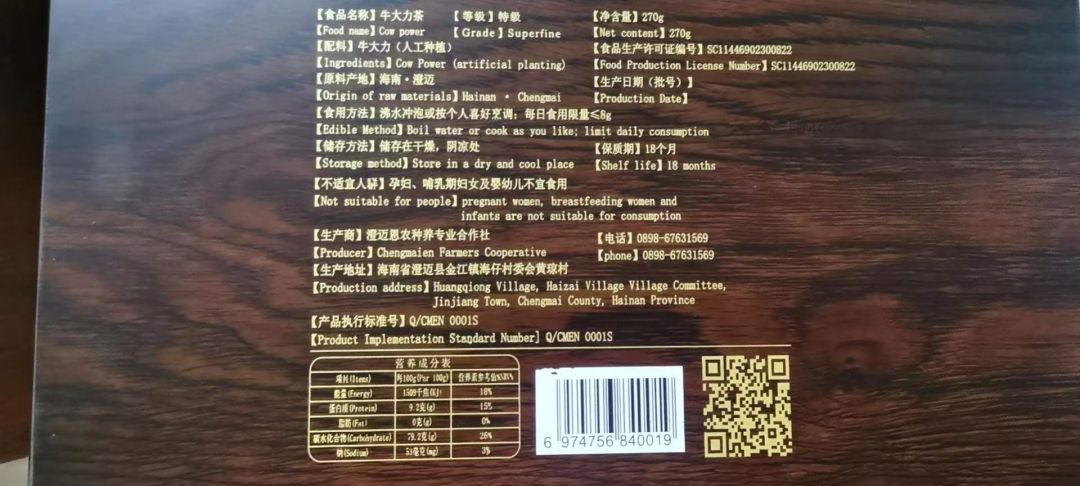 【食品名称】牛大力茶 【等级】特级 【净含量】270g
【Food name】Cow power 【Grade】Superfine 【Net content】270g
【配料】牛大力（人工种植） 【食品生产许可证编号】SC11446902300822
【Ingredients】Cow Power (artificial planting) 【Food Production License Number】SC11446902300822
【原料产地】海南·澄迈 【生产日期（批号）】
【Origin of raw materials】Hainan · Chengmai 【Production Date】
【食用方法】沸水冲泡或按个人喜好烹调；每日食用限量≤8g
【Edible Method】Boil water or cook as you like; limit daily consumption
【储存方法】储存在干燥，阴凉处 【保质期】18个月
【Storage method】Store in a dry and cool place 【Shelf life】18 months
【不适宜人群】孕妇、哺乳期妇女及婴幼儿不宜食用
【Not suitable for people】pregnant women, breastfeeding women and
infants are not suitable for consumption
【生产商】澄迈恩农种养专业合作社 【电话】0898-67631569
【Producer】Chengmaien Farmers Cooperative 【phone】0898-67631569
【生产地址】海南省澄迈县金江镇海仔村委会黄琼村
【Production address】Huangqiong Village, Haizai Village Village Committee,
Jinjiang Town, Chengmai County, Hainan Province
【产品执行标准号】Q/CMEN 0001S
【Product Implementation Standard Number】Q/CMEN 0001S
营养成分表
项目(Items) 每100g(Per 100g) 营养素参考值%NRV%
能量(Energy) 1509千焦(KJ) 18%
蛋白质(Protein) 9.2克(g) 15%
脂肪(Fat) 0克(g) 0%
碳水化合物(Carbohydrate) 79.2克(g) 26%
钠(Sodium) 53毫克(mg) 3%
6 974756 840019